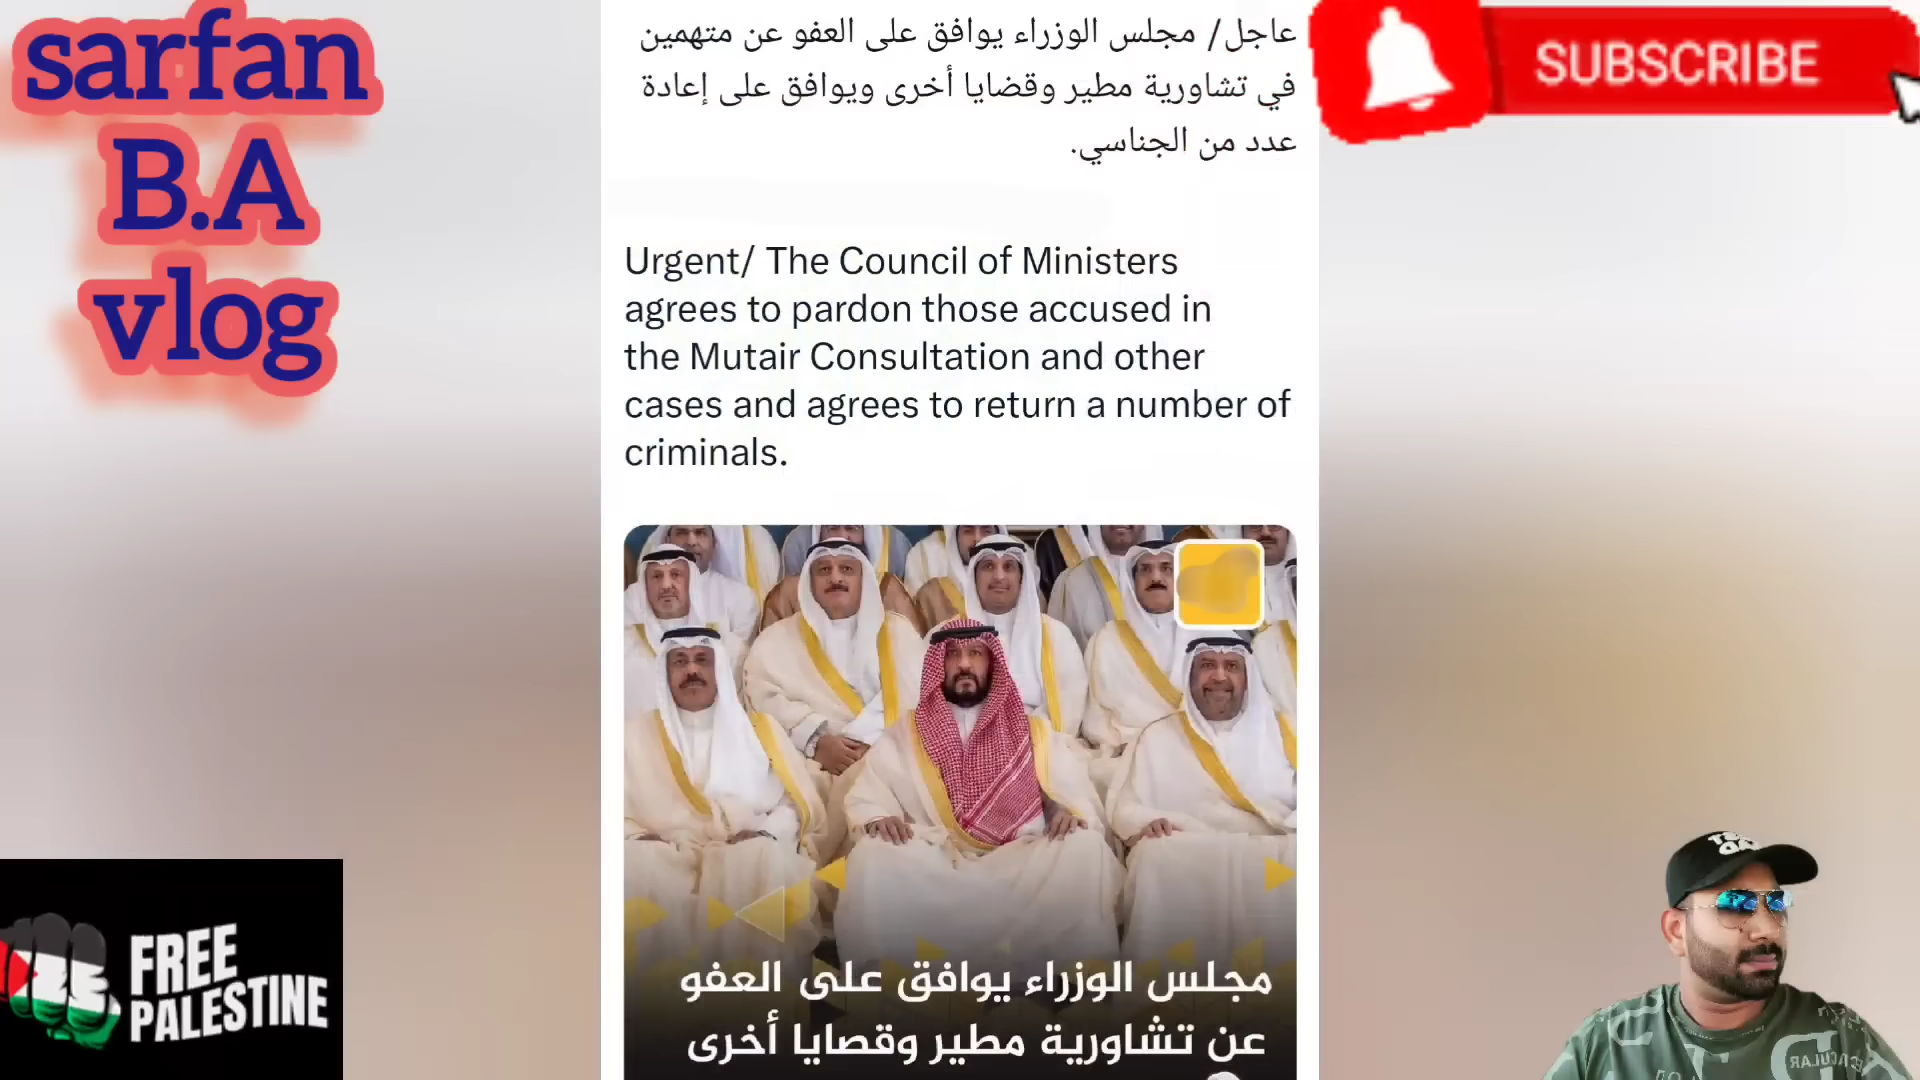 sarfan
B.A
vlog
عاجل/ مجلس الوزراء يوافق على العفو عن متهمين
في تشاورية مطير وقضايا أخرى ويوافق على إعادة
عدد من الجناسي.
SUBSCRIBE
Urgent/ The Council of Ministers
agrees to pardon those accused in
the Mutair Consultation and other
cases and agrees to return a number of
criminals.
مجلس الوزراء يوافق على العفو
عن تشاورية مطير وقضايا أخرى
FREE
PALESTINE